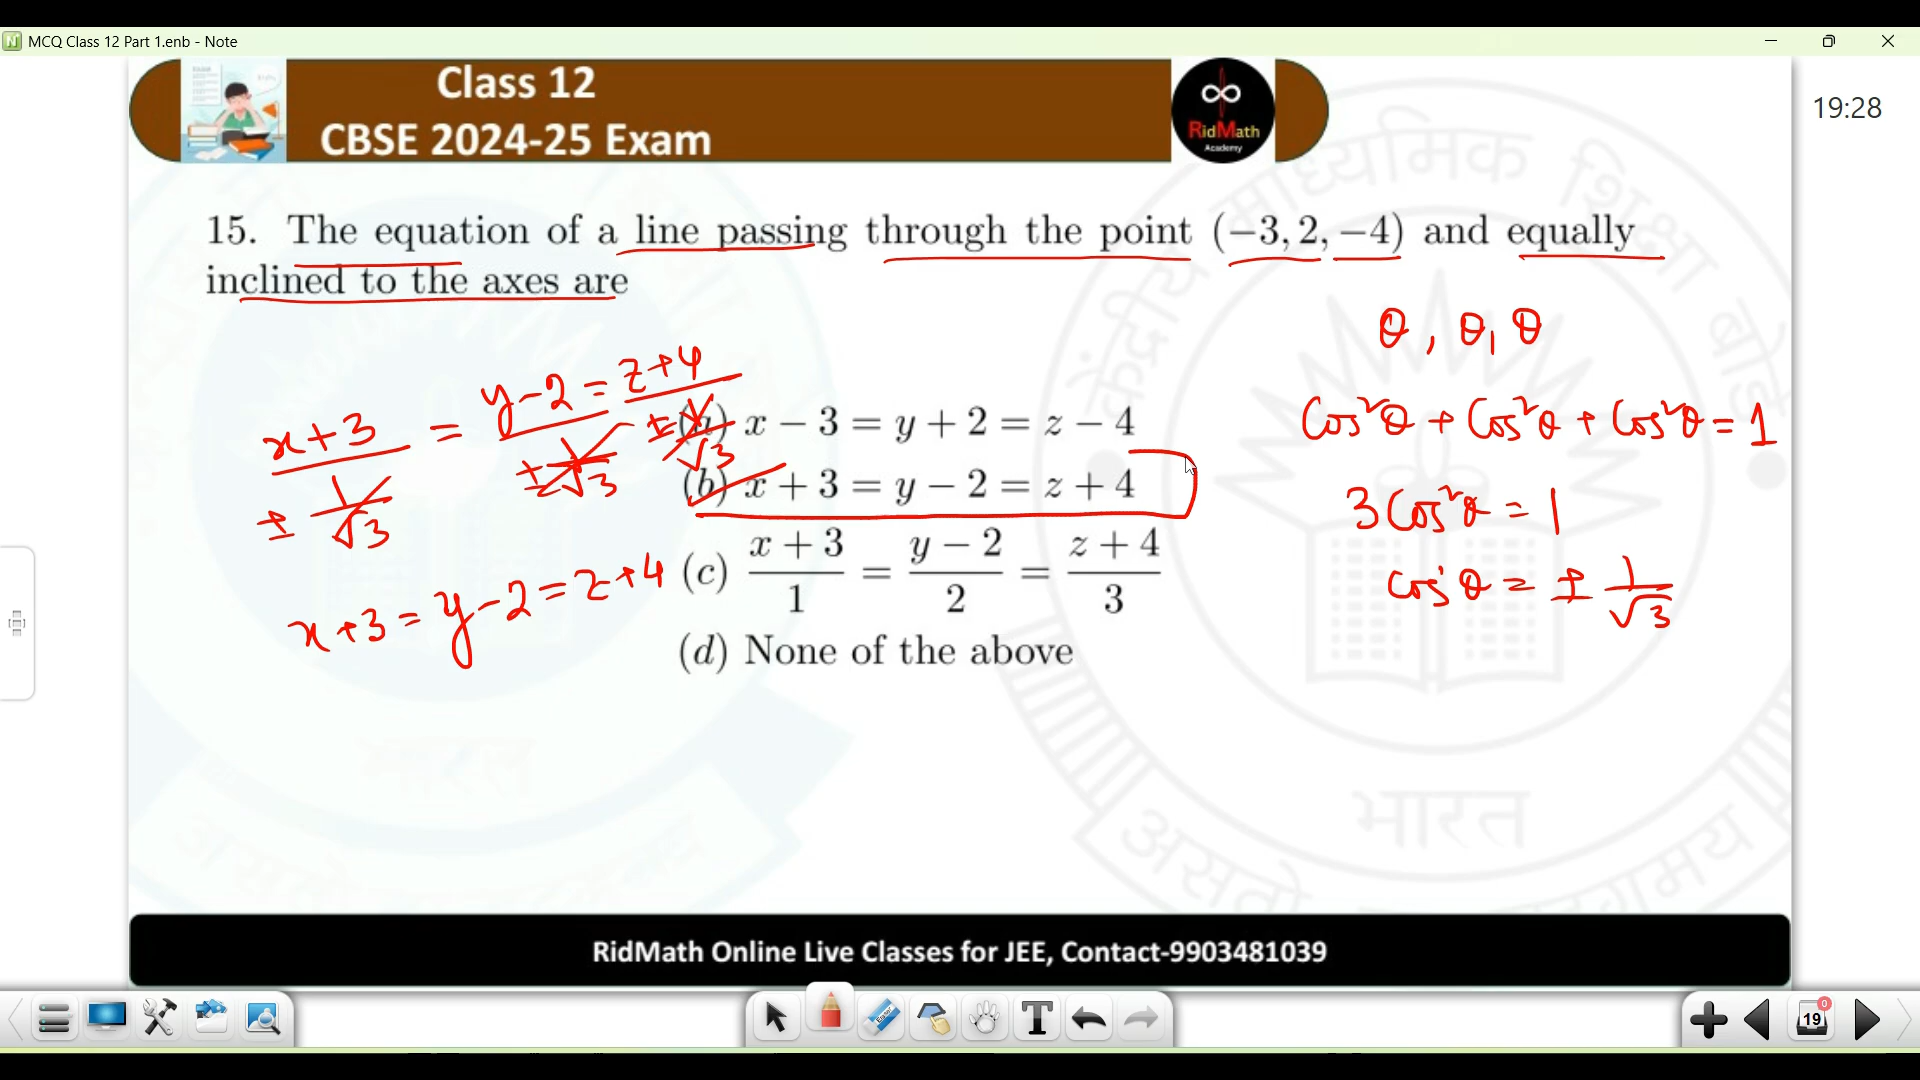 MCQ Class 12 Part 1.enb - Note
Class 12
CBSE 2024-25 Exam
∞
RidMath
Academy
19:28
15. The equation of a line passing through the point (−3, 2, −4) and equally
inclined to the axes are
θ, θ, θ
Cos²θ + Cos²θ + Cos²θ = 1
3Cos²θ = 1
Cosθ = ± 1/√3
(x+3)/(± 1/√3) = (y−2)/(± 1/√3) = (z+4)/(± 1/√3)
x+3 = y−2 = z+4
(a) x − 3 = y + 2 = z − 4
(b) x + 3 = y − 2 = z + 4
(c) (x + 3)/1 = (y − 2)/2 = (z + 4)/3
(d) None of the above
भारत
RidMath Online Live Classes for JEE, Contact-9903481039
T
19
0